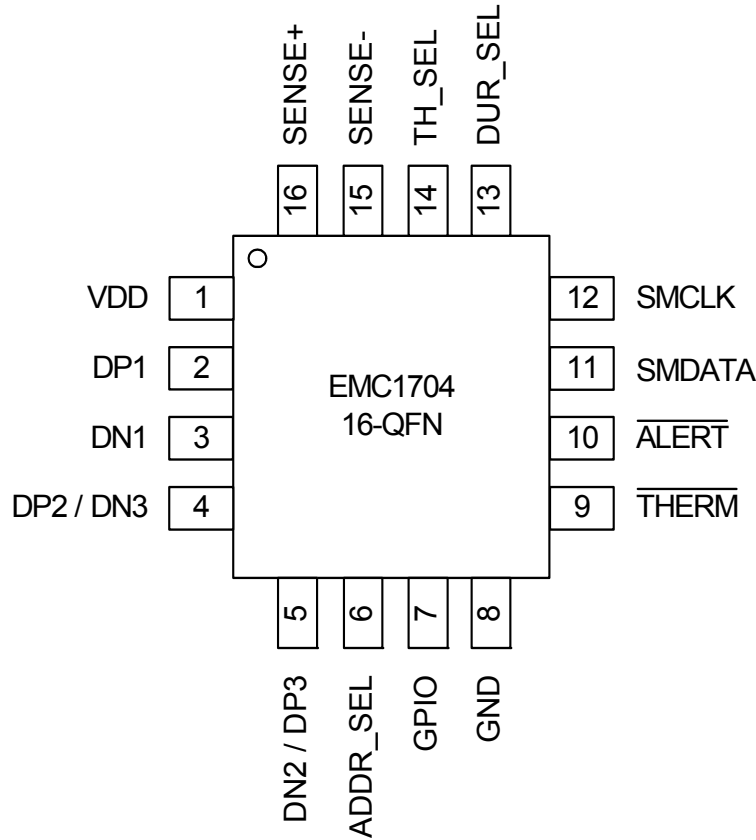 SENSE+
SENSE-
TH_SEL
DUR_SEL
16
15
14
13
VDD 1
DP1 2
DN1 3
DP2 / DN3 4
EMC1704
16-QFN
12 SMCLK
11 SMDATA
10 ALERT
9 THERM
5
6
7
8
DN2 / DP3
ADDR_SEL
GPIO
GND